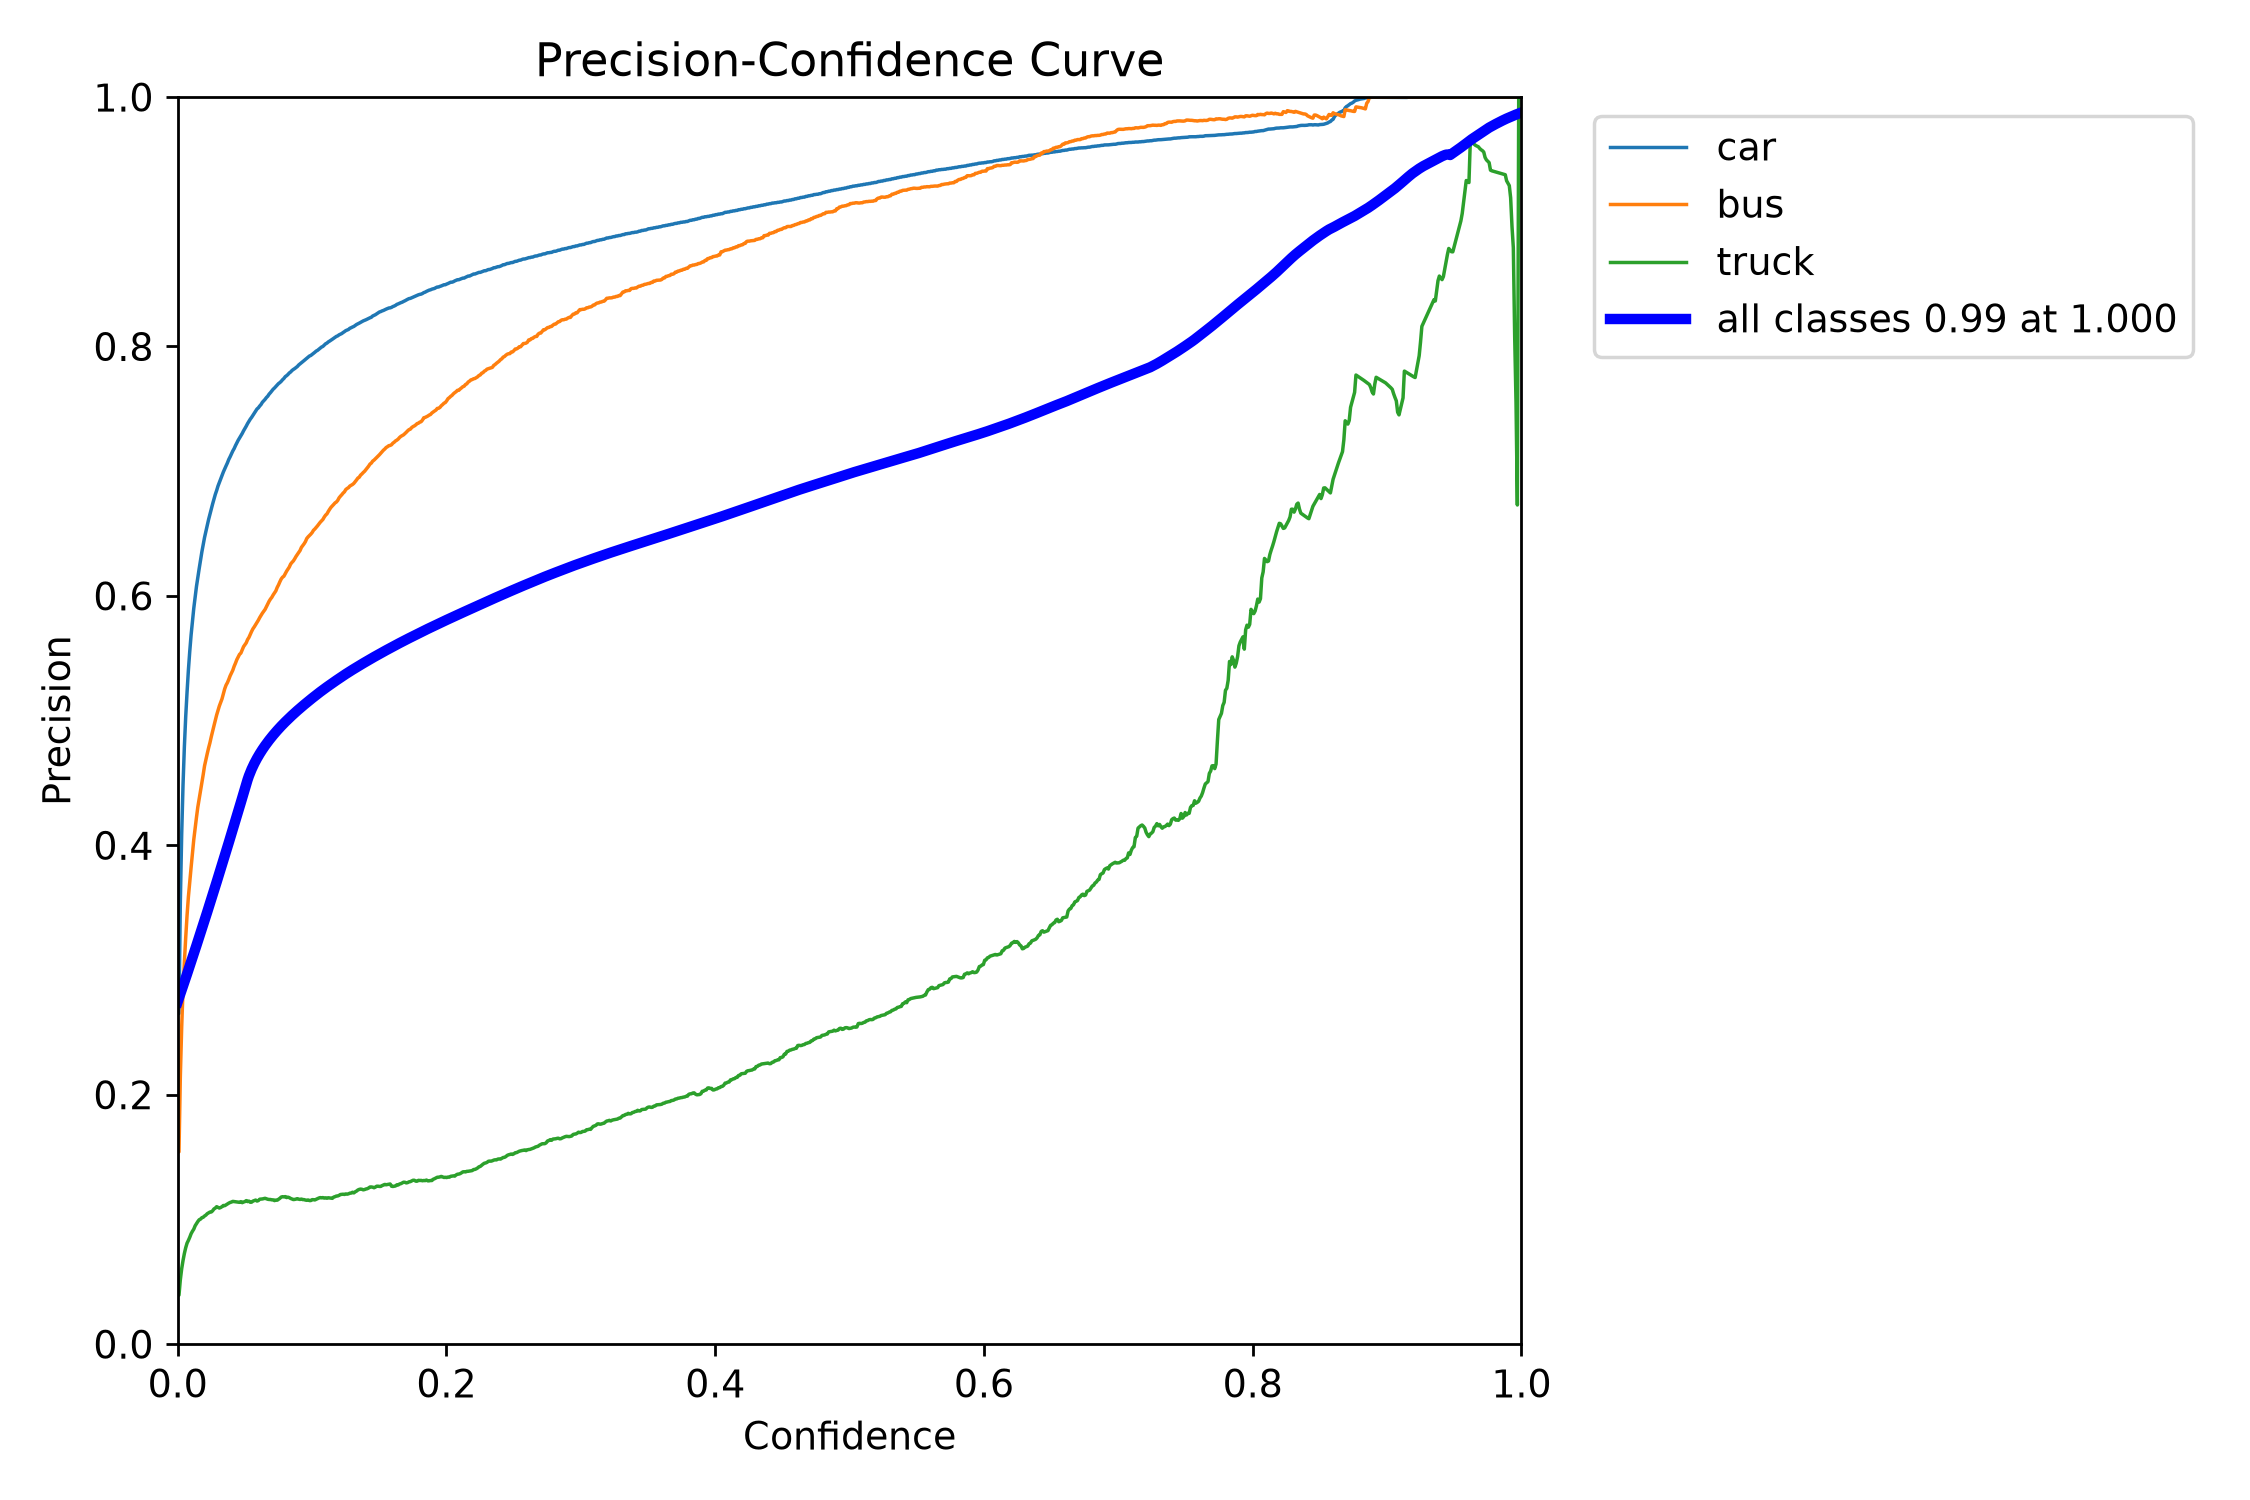 Precision-Confidence Curve
1.0
0.8
0.6
0.4
0.2
0.0
Precision
0.0 0.2 0.4 0.6 0.8 1.0
Confidence
car
bus
truck
all classes 0.99 at 1.000